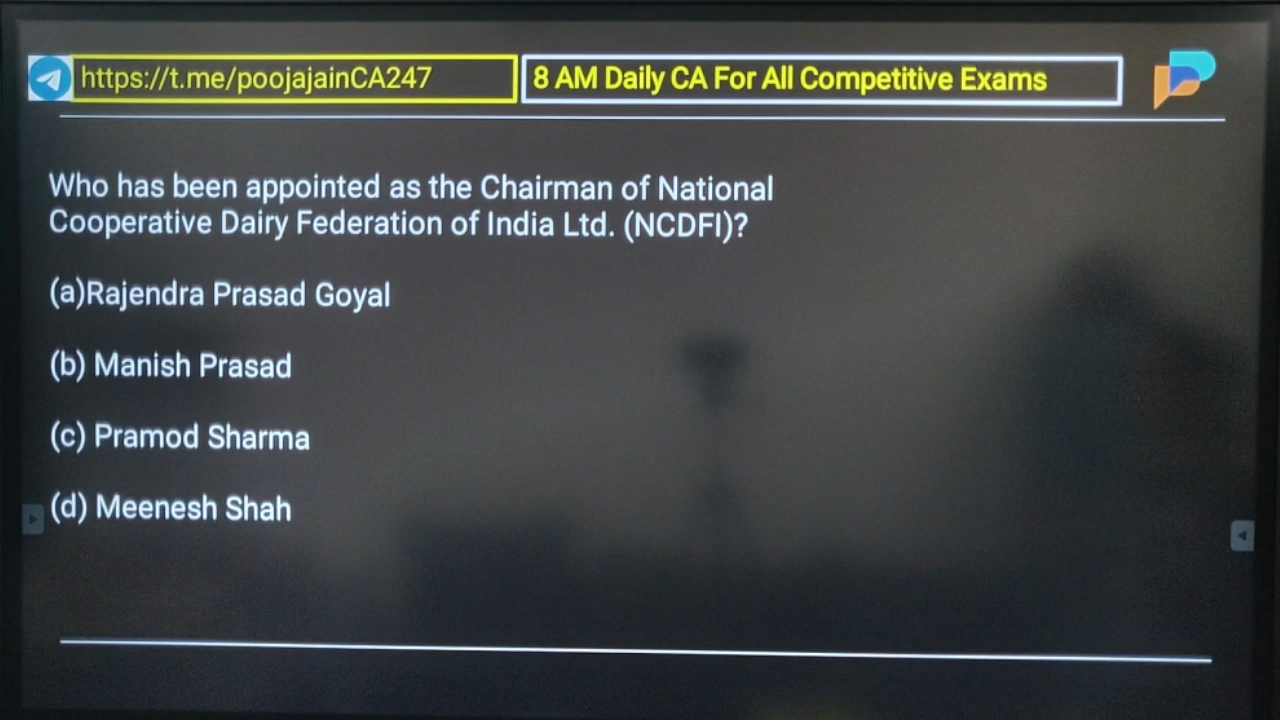 https://t.me/poojajainCA247
8 AM Daily CA For All Competitive Exams
Who has been appointed as the Chairman of National
Cooperative Dairy Federation of India Ltd. (NCDFI)?
(a)Rajendra Prasad Goyal
(b) Manish Prasad
(c) Pramod Sharma
(d) Meenesh Shah